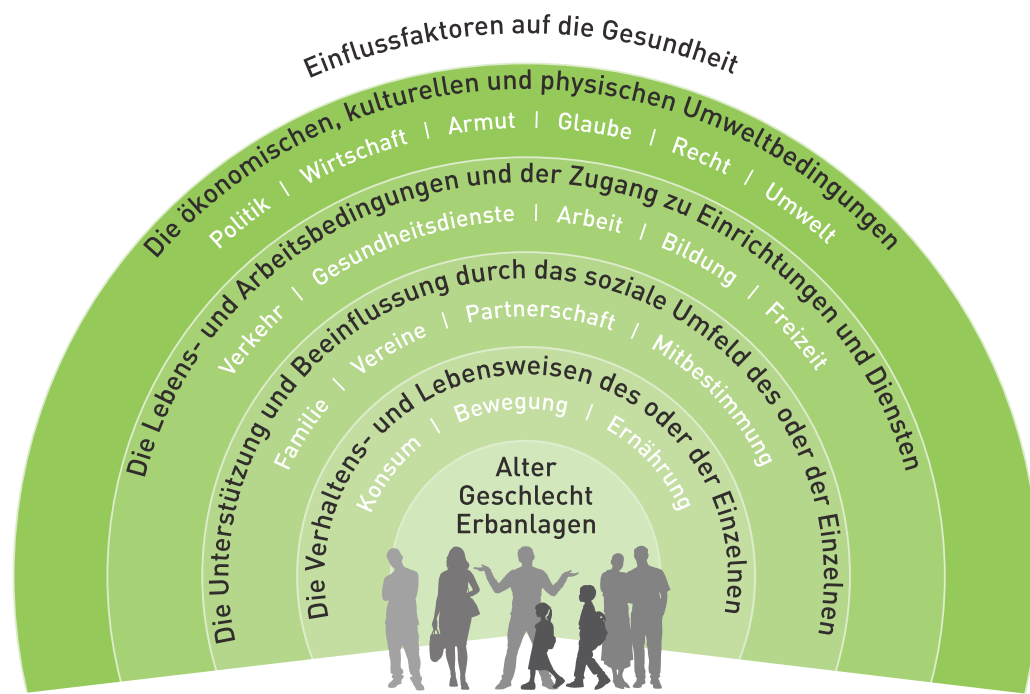 Einflussfaktoren auf die Gesundheit
Die ökonomischen, kulturellen und physischen Umweltbedingungen
Politik | Wirtschaft | Armut | Glaube | Recht | Umwelt
Die Lebens- und Arbeitsbedingungen und der Zugang zu Einrichtungen und Diensten
Verkehr | Gesundheitsdienste | Arbeit | Bildung | Freizeit
Die Unterstützung und Beeinflussung durch das soziale Umfeld des oder der Einzelnen
Familie | Vereine | Partnerschaft | Mitbestimmung
Die Verhaltens- und Lebensweisen des oder der Einzelnen
Konsum | Bewegung | Ernährung
Alter
Geschlecht
Erbanlagen